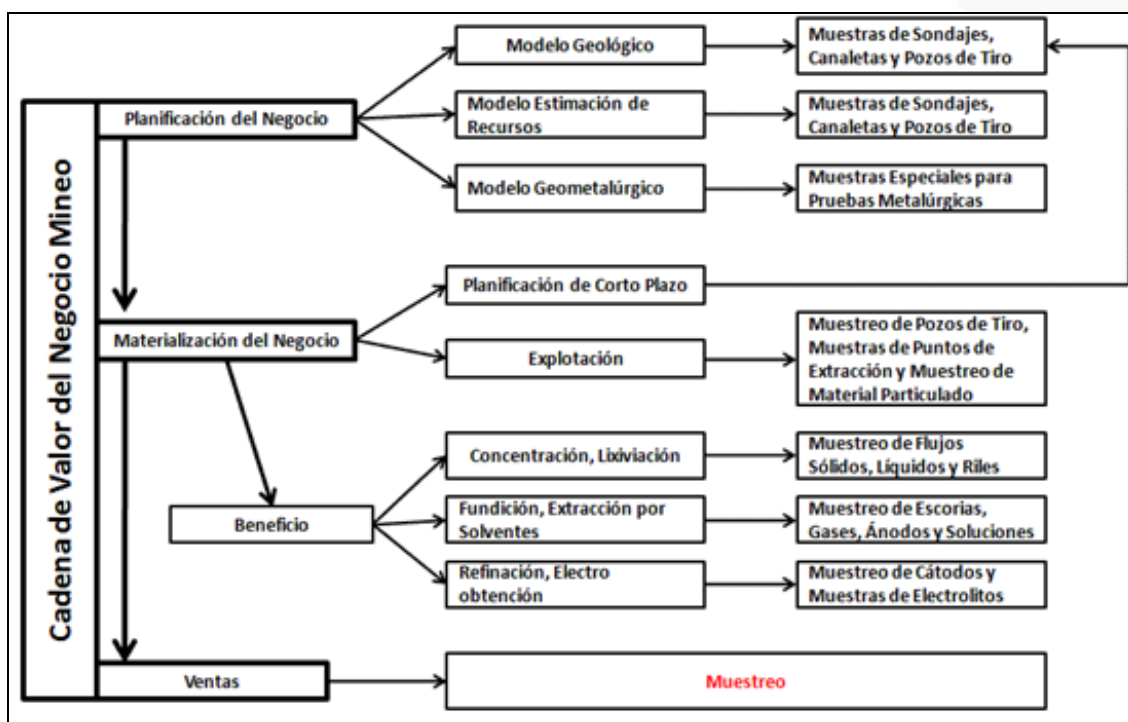 Cadena de Valor del Negocio Mineo
Planificación del Negocio
Modelo Geológico
Muestras de Sondajes,
Canaletas y Pozos de Tiro
Modelo Estimación de
Recursos
Muestras de Sondajes,
Canaletas y Pozos de Tiro
Modelo Geometalúrgico
Muestras Especiales para
Pruebas Metalúrgicas
Materialización del Negocio
Planificación de Corto Plazo
Explotación
Muestreo de Pozos de Tiro,
Muestras de Puntos de
Extracción y Muestreo de
Material Particulado
Beneficio
Concentración, Lixiviación
Muestreo de Flujos
Sólidos, Líquidos y Riles
Fundición, Extracción por
Solventes
Muestreo de Escorias,
Gases, Ánodos y Soluciones
Refinación, Electro
obtención
Muestreo de Cátodos y
Muestras de Electrolitos
Ventas
Muestreo